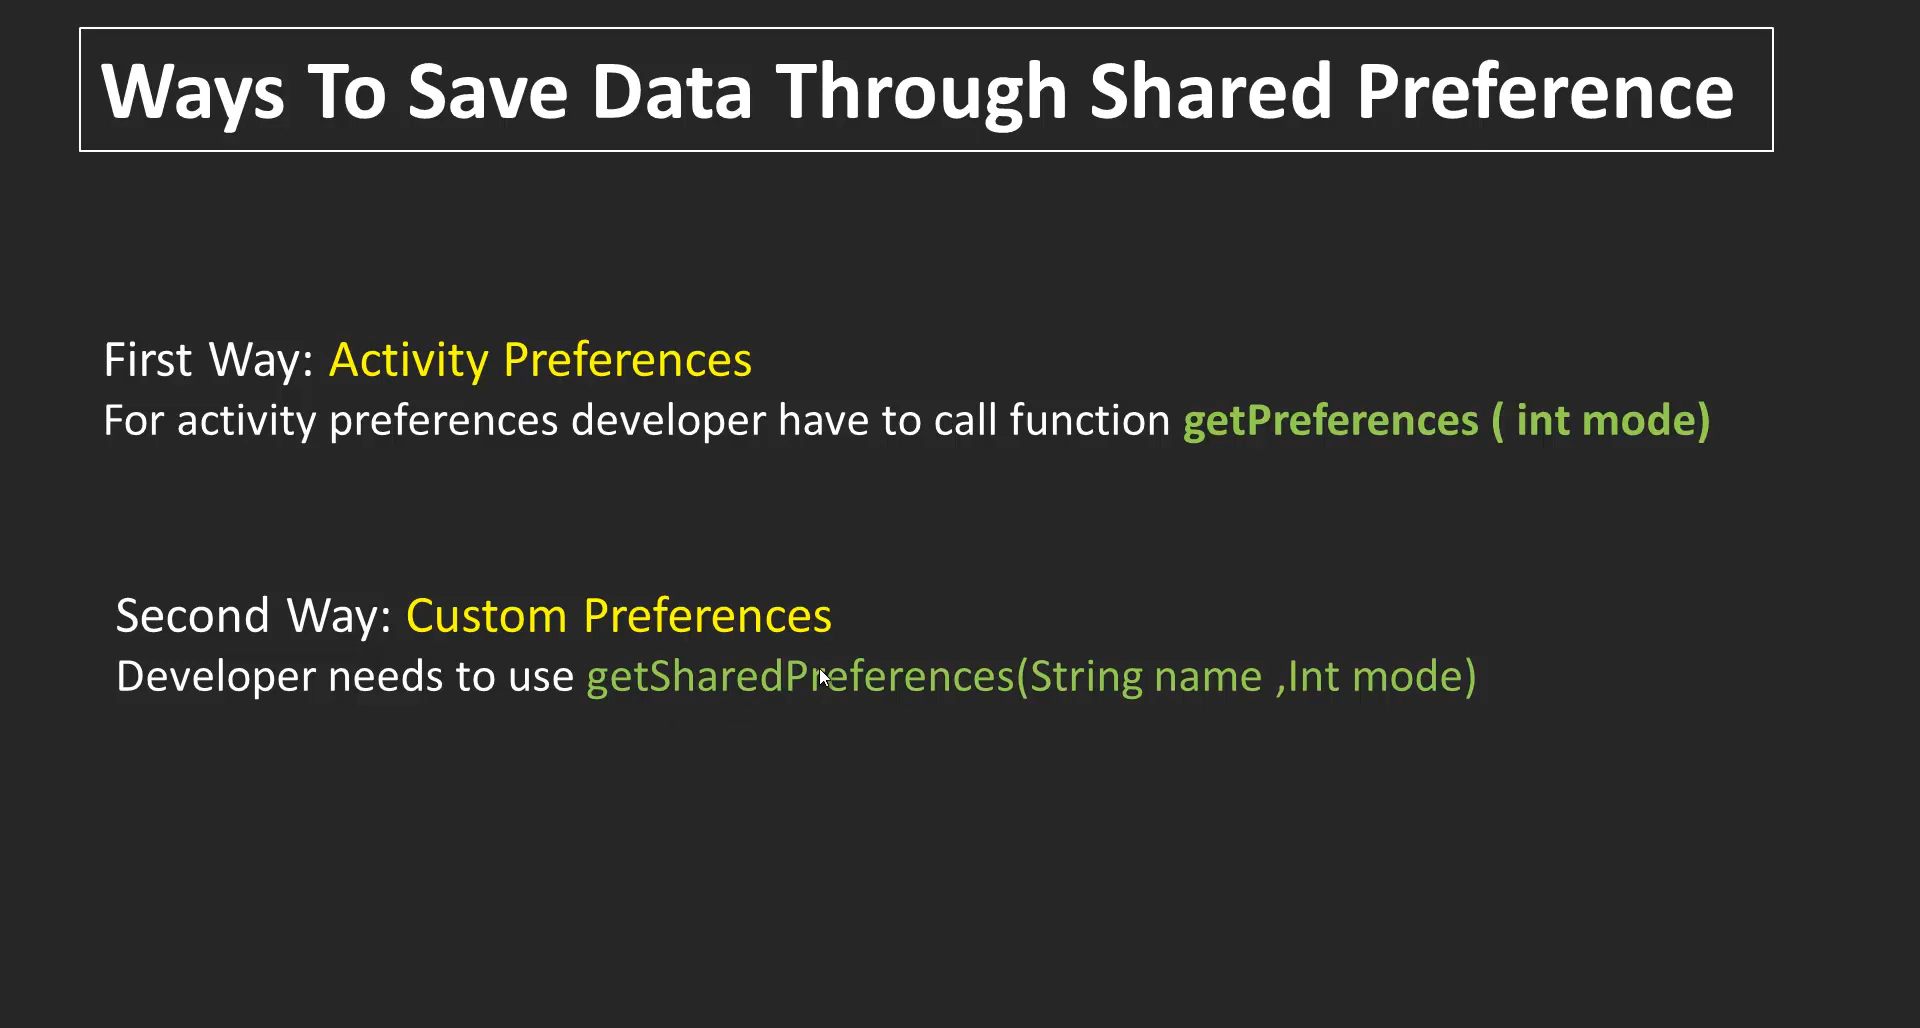 Ways To Save Data Through Shared Preference
First Way: Activity Preferences
For activity preferences developer have to call function getPreferences ( int mode)
Second Way: Custom Preferences
Developer needs to use getSharedPreferences(String name ,Int mode)